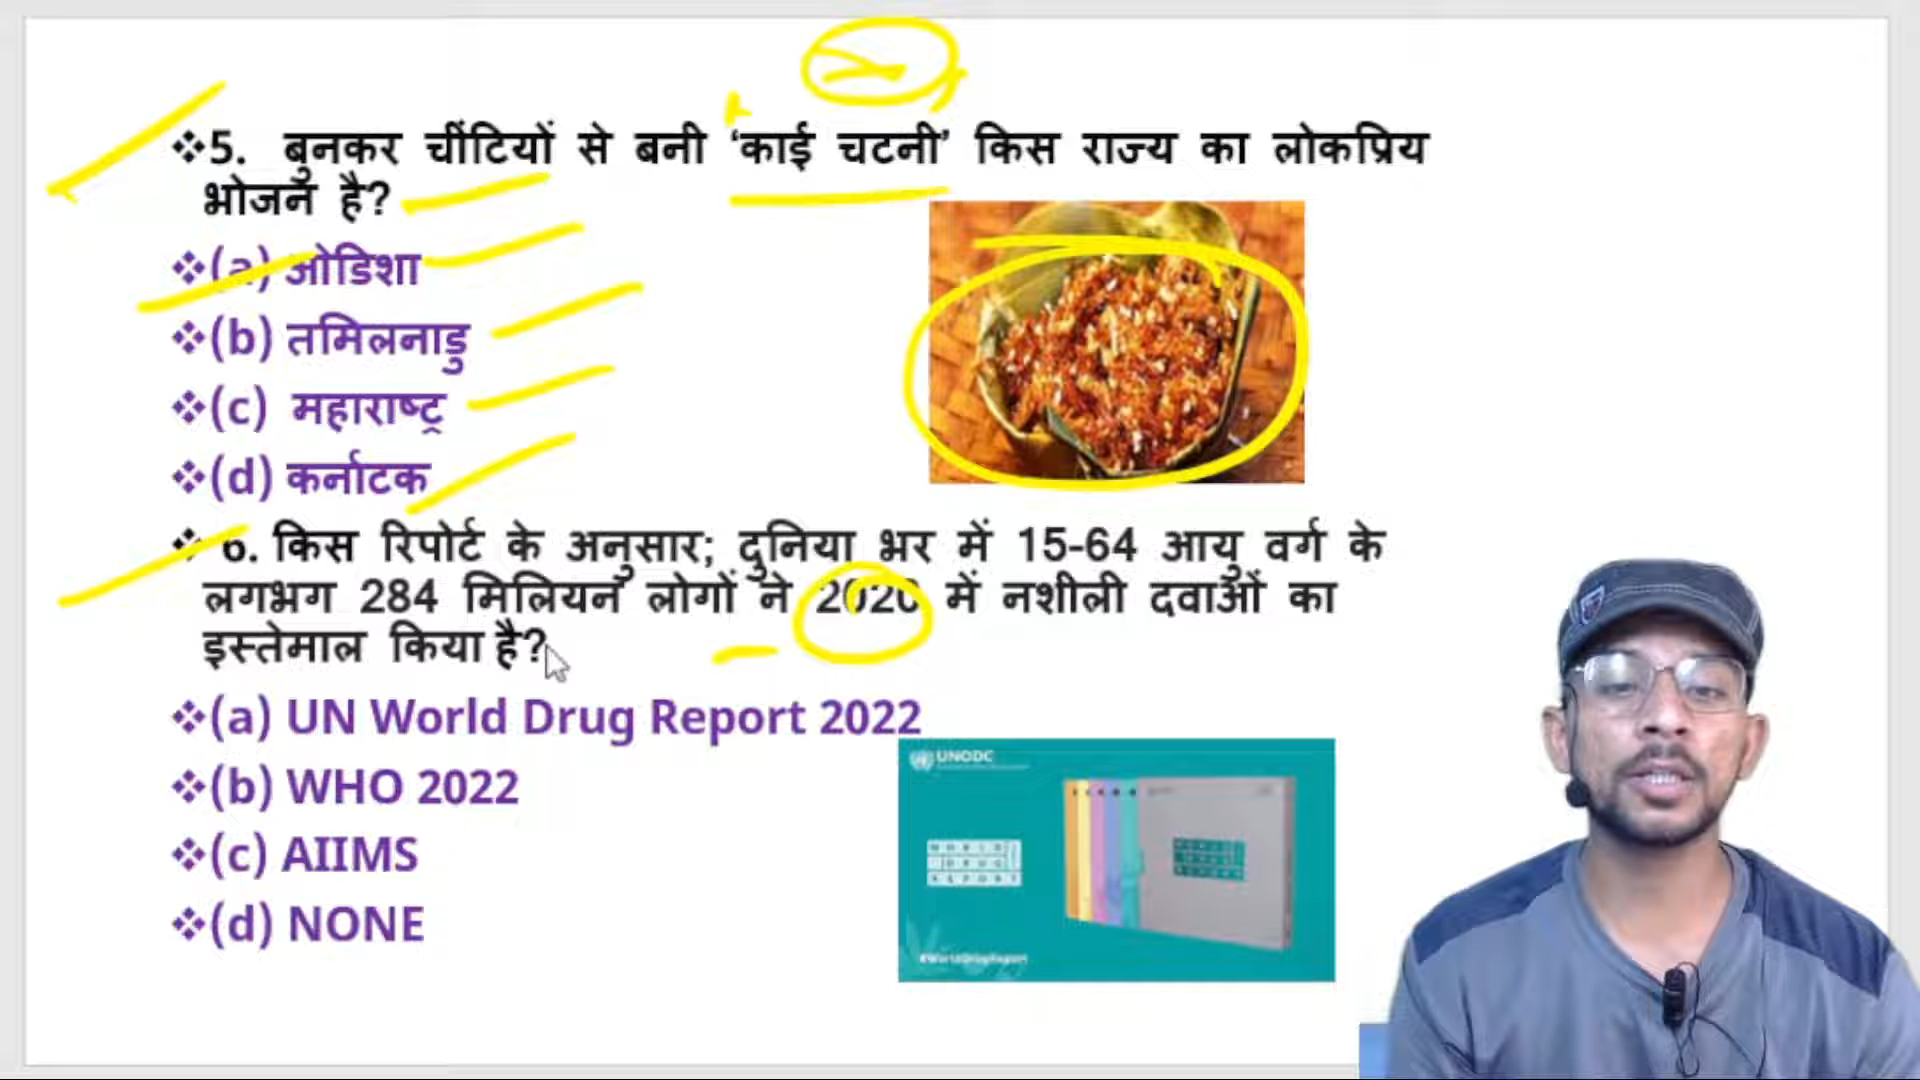 ❖5. बुनकर चींटियों से बनी ‘काई चटनी’ किस राज्य का लोकप्रिय
भोजन है?
❖(a) ओडिशा
❖(b) तमिलनाडु
❖(c) महाराष्ट्र
❖(d) कर्नाटक
❖ 6. किस रिपोर्ट के अनुसार; दुनिया भर में 15-64 आयु वर्ग के
लगभग 284 मिलियन लोगों ने 2020 में नशीली दवाओं का
इस्तेमाल किया है?
❖(a) UN World Drug Report 2022
❖(b) WHO 2022
❖(c) AIIMS
❖(d) NONE
UNODC
WORLD
DRUG
REPORT
#WorldDrugReport